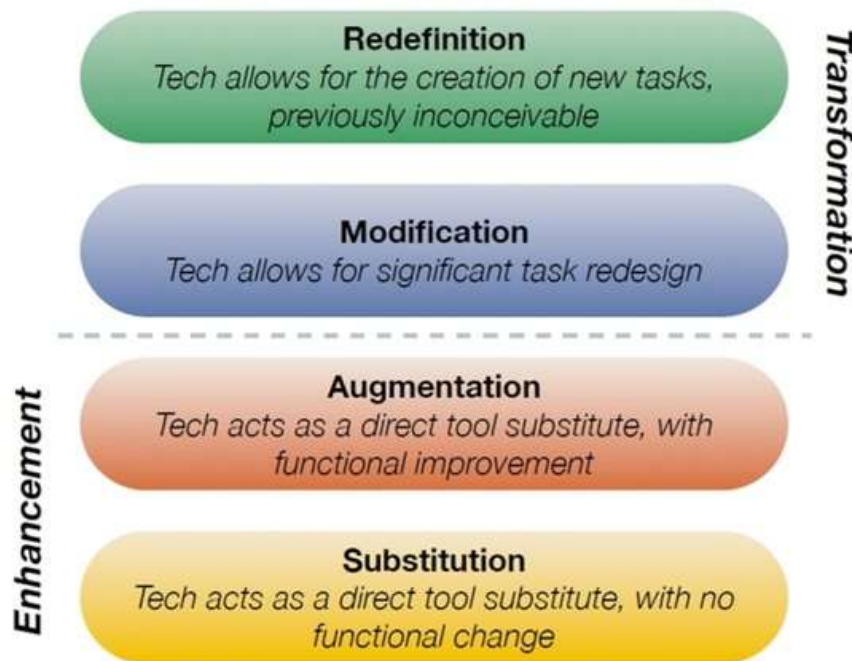 Redefinition
Tech allows for the creation of new tasks,
previously inconceivable
Transformation
Modification
Tech allows for significant task redesign
Augmentation
Tech acts as a direct tool substitute, with
functional improvement
Enhancement
Substitution
Tech acts as a direct tool substitute, with no
functional change